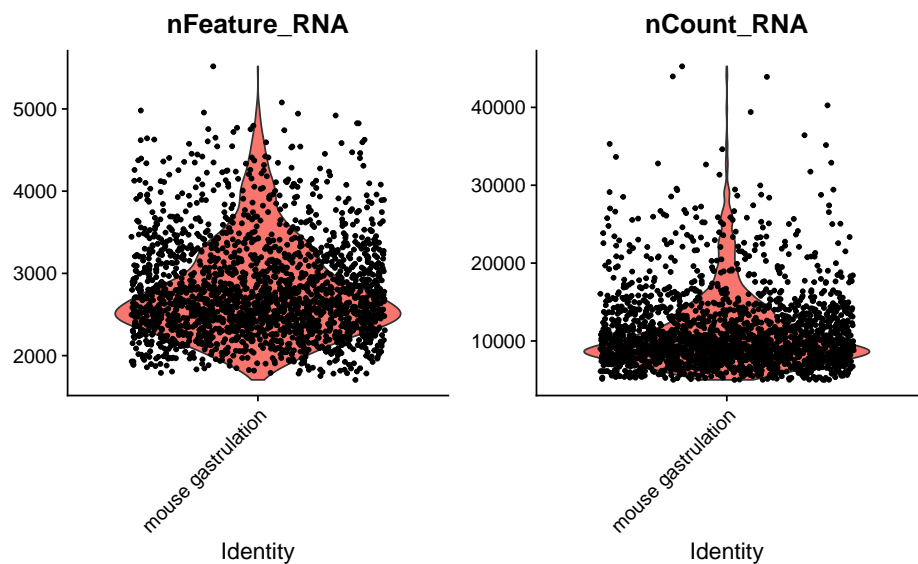 nFeature_RNA
5000
4000
3000
2000
mouse gastrulation
Identity
nCount_RNA
40000
30000
20000
10000
mouse gastrulation
Identity